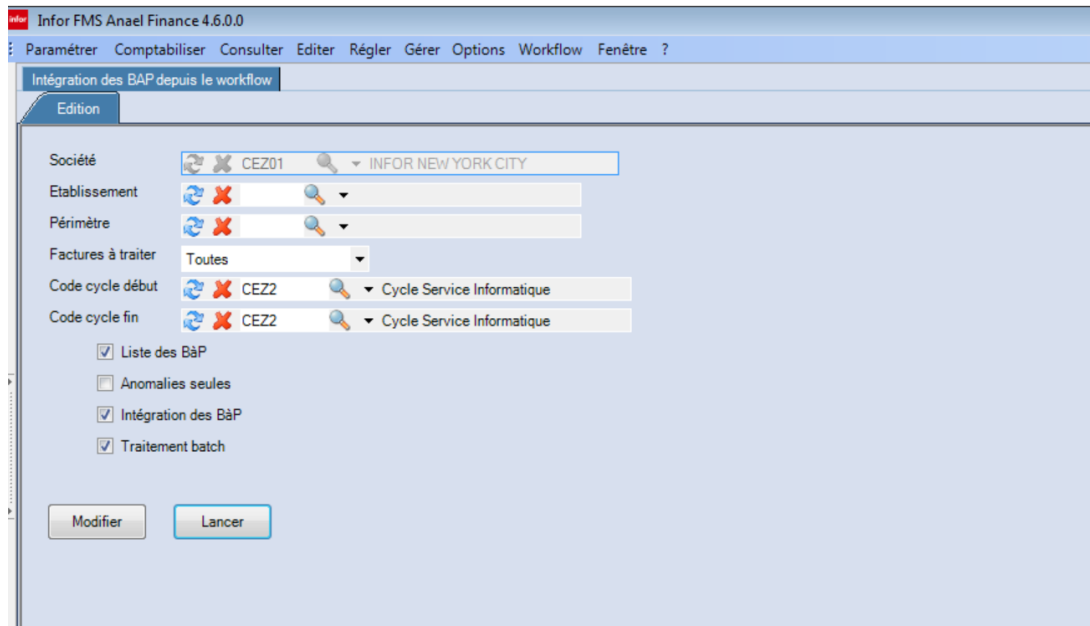 infor Infor FMS Anael Finance 4.6.0.0
Paramétrer Comptabiliser Consulter Editer Régler Gérer Options Workflow Fenêtre ?
Intégration des BAP depuis le workflow
Edition
Société CEZ01 INFOR NEW YORK CITY
Etablissement
Périmètre
Factures à traiter Toutes
Code cycle début CEZ2 Cycle Service Informatique
Code cycle fin CEZ2 Cycle Service Informatique
Liste des BàP
Anomalies seules
Intégration des BàP
Traitement batch
Modifier Lancer